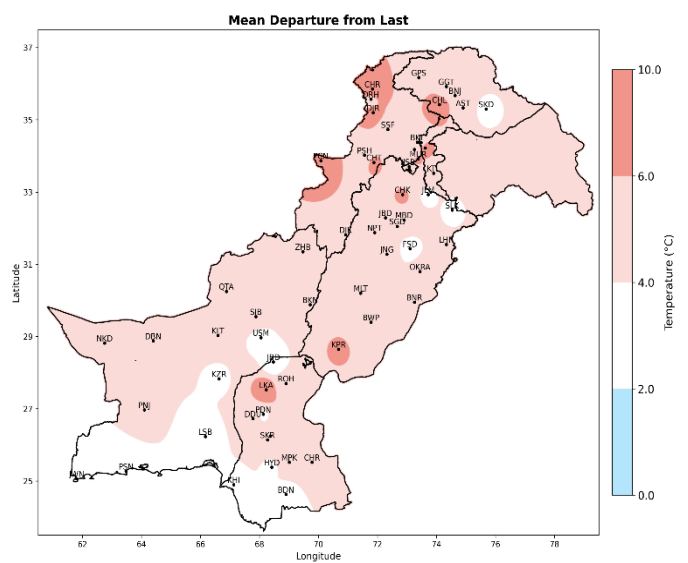 Mean Departure from Last
37
35
33
31
29
27
25
Latitude
62
64
66
68
70
72
74
76
78
Longitude
GPS
CHR
DRH
DIR
GGT
BNJ
CHL
AST
SKD
SSF
PSH
CHT
MUR
KTL
CHK
JLM
SLK
JBD
MBD
SGD
NPT
DIK
ZHB
LHR
FSD
JNG
OKRA
QTA
BKN
MLT
BNR
SIB
BWP
NKD
DBN
KLT
USM
JBD
KPR
KZR
ROH
LKA
PNJ
PDN
DDU
LSB
SKR
MPK
CHR
HYD
PSN
JWN
KHI
BDN
10.0
6.0
4.0
2.0
0.0
Temperature (°C)